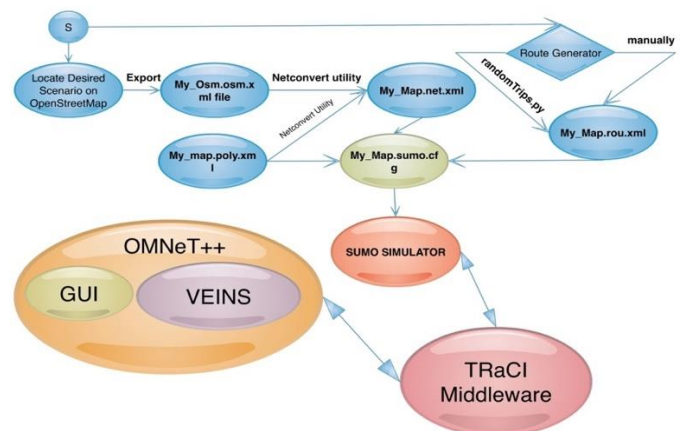 S
Route Generator
manually
randomTrips.py
Locate Desired
Scenario on
OpenStreetMap
Export
My_Osm.osm.x
ml file
Netconvert utility
My_Map.net.xml
Netconvert Utility
My_Map.rou.xml
My_map.poly.xm
l
My_Map.sumo.cf
g
OMNeT++
GUI
VEINS
SUMO SIMULATOR
TRaCI
Middleware